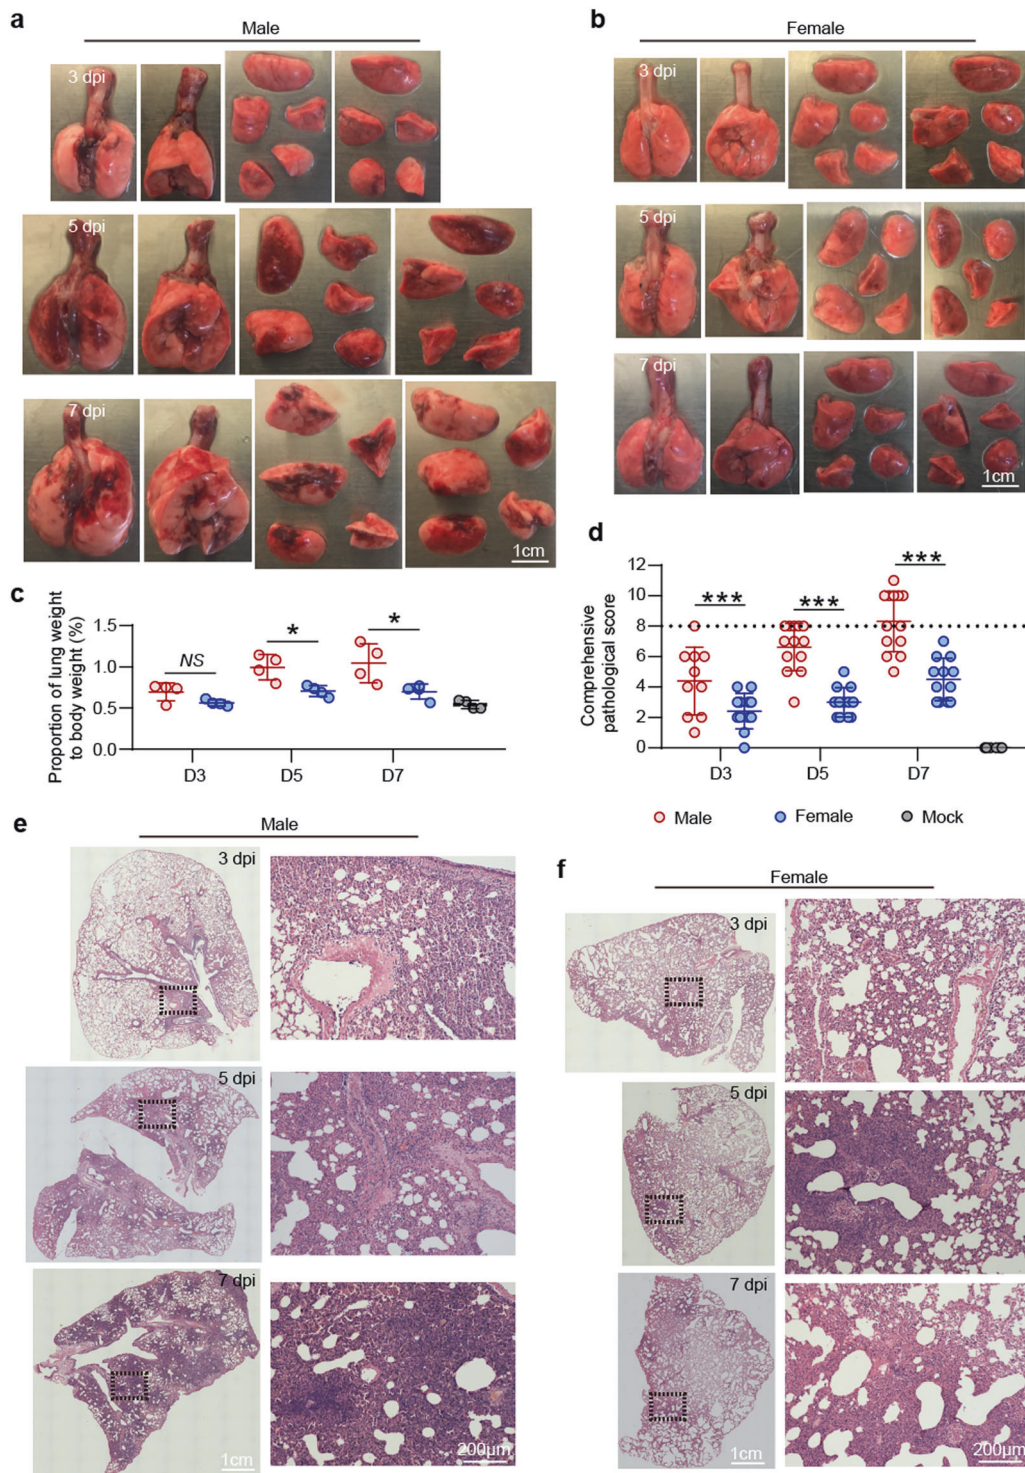 a
Male
3 dpi
5 dpi
7 dpi
1cm
b
Female
3 dpi
5 dpi
7 dpi
1cm
c
Proportion of lung weight
to body weight (%)
1.5
1.0
0.5
0.0
NS
*
*
D3
D5
D7
d
Comprehensive
pathological score
12
10
8
6
4
2
0
***
***
***
D3
D5
D7
Male
Female
Mock
e
Male
3 dpi
5 dpi
7 dpi
1cm
200μm
f
Female
3 dpi
5 dpi
7 dpi
1cm
200μm